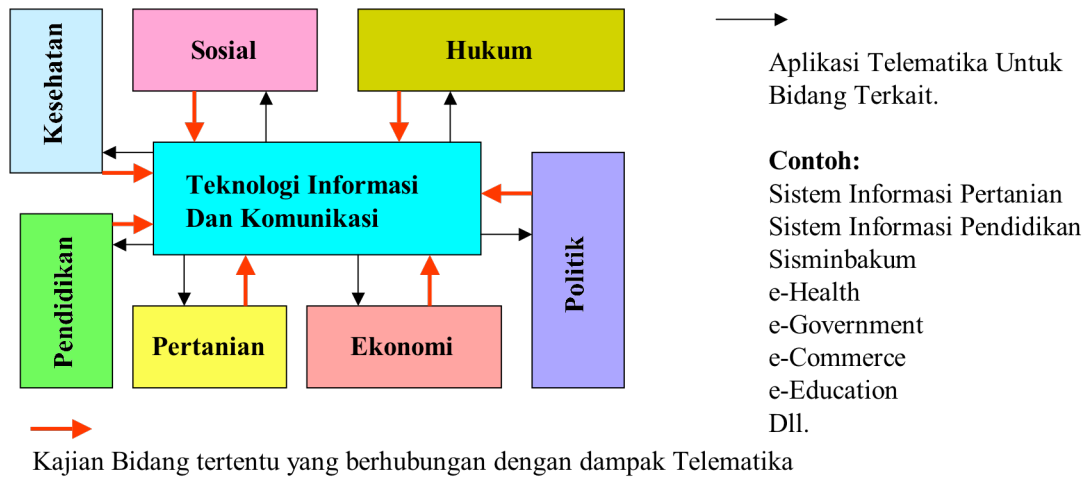 Kesehatan
Sosial
Hukum
Teknologi Informasi
Dan Komunikasi
Pendidikan
Pertanian
Ekonomi
Politik
Aplikasi Telematika Untuk
Bidang Terkait.
Contoh:
Sistem Informasi Pertanian
Sistem Informasi Pendidikan
Sisminbakum
e-Health
e-Government
e-Commerce
e-Education
Dll.
Kajian Bidang tertentu yang berhubungan dengan dampak Telematika